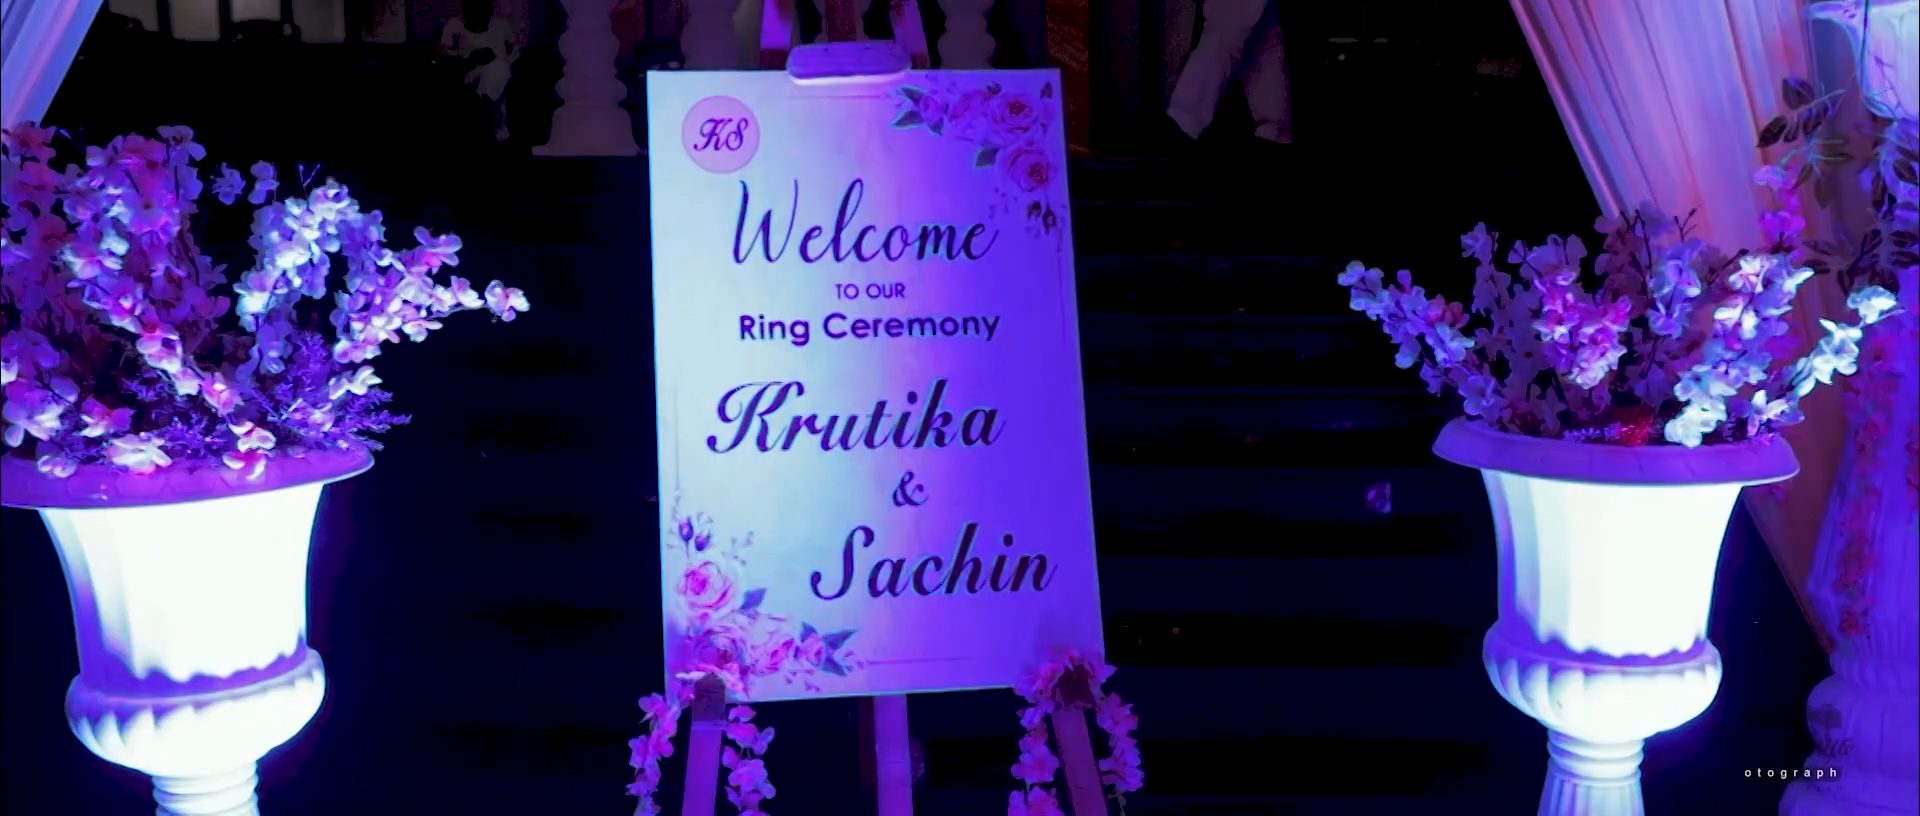 KS
Welcome
TO OUR
Ring Ceremony
Krutika
&
Sachin
otograph